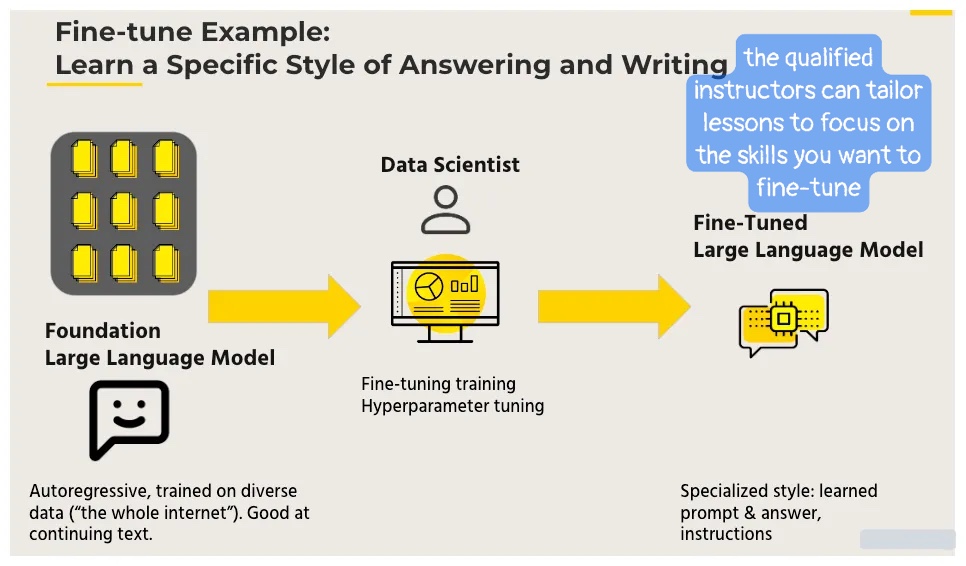 Fine-tune Example:
Learn a Specific Style of Answering and Writing
the qualified
instructors can tailor
lessons to focus on
the skills you want to
fine-tune
Data Scientist
Fine-Tuned
Large Language Model
Foundation
Large Language Model
Fine-tuning training
Hyperparameter tuning
Autoregressive, trained on diverse
data (“the whole internet”). Good at
continuing text.
Specialized style: learned
prompt & answer,
instructions